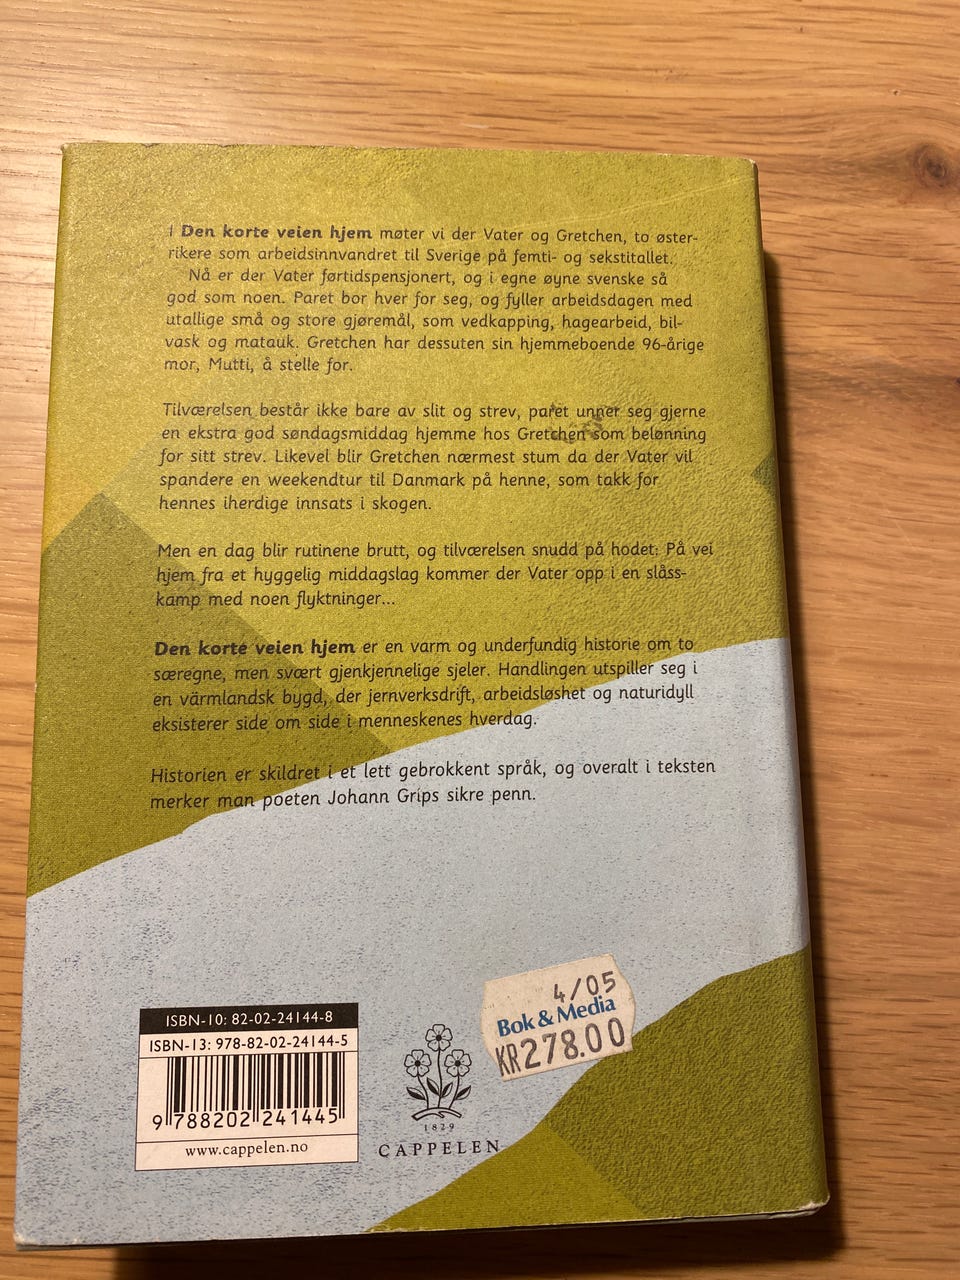 I Den korte veien hjem møter vi der Vater og Gretchen, to øster-
rikere som arbeidsinnvandret til Sverige på femti- og sekstitallet.
Nå er der Vater førtidspensjonert, og i egne øyne svenske så
god som noen. Paret bor hver for seg, og fyller arbeidsdagen med
utallige små og store gjøremål, som vedkapping, hagearbeid, bil-
vask og matauk. Gretchen har dessuten sin hjemmeboende 96-årige
mor, Mutti, å stelle for.
Tilværelsen består ikke bare av slit og strev, paret unner seg gjerne
en ekstra god søndagsmiddag hjemme hos Gretchen som belønning
for sitt strev. Likevel blir Gretchen nærmest stum da der Vater vil
spandere en weekendtur til Danmark på henne, som takk for
hennes iherdige innsats i skogen.
Men en dag blir rutinene brutt, og tilværelsen snudd på hodet: På vei
hjem fra et hyggelig middagslag kommer der Vater opp i en slåss-
kamp med noen flyktninger...
Den korte veien hjem er en varm og underfundig historie om to
særegne, men svært gjenkjennelige sjeler. Handlingen utspiller seg i
en värmlandsk bygd, der jernverksdrift, arbeidsløshet og naturidyll
eksisterer side om side i menneskenes hverdag.
Historien er skildret i et lett gebrokkent språk, og overalt i teksten
merker man poeten Johann Grips sikre penn.
4/05
Bok & Media
KR278.00
ISBN-10: 82-02-24144-8
ISBN-13: 978-82-02-24144-5
9 788202 241445
www.cappelen.no
1829
CAPPELEN